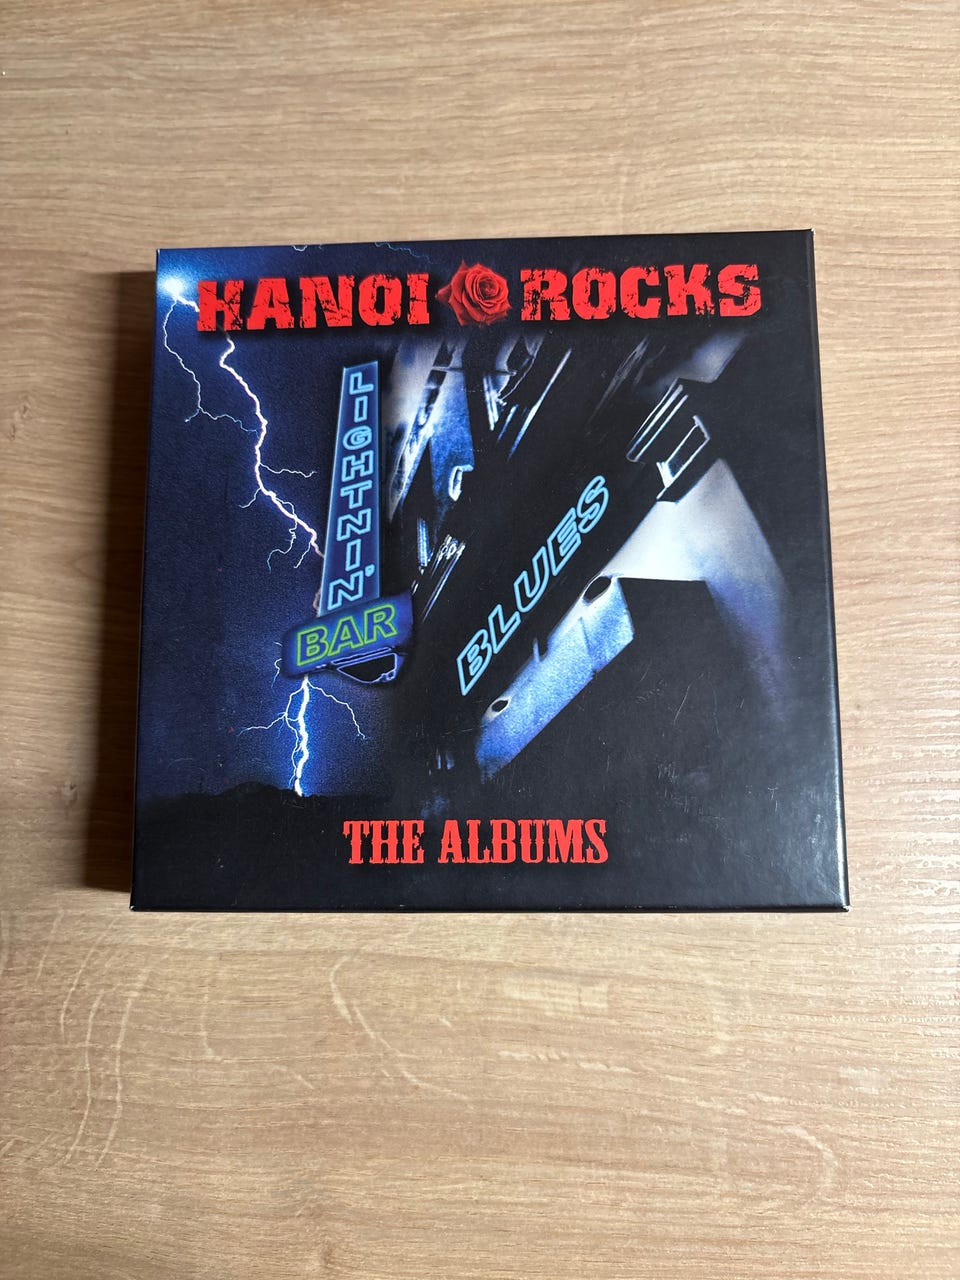 HANOI ROCKS
LIGHTNIN'
BAR
BLUES
THE ALBUMS